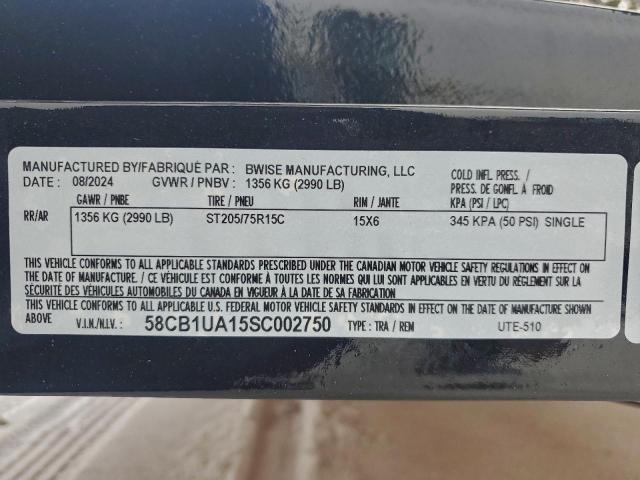 MANUFACTURED BY/FABRIQUÉ PAR : BWISE MANUFACTURING, LLC
DATE : 08/2024 GVWR / PNBV : 1356 KG (2990 LB)
COLD INFL PRESS. /
PRESS. DE GONFL À FROID
GAWR / PNBE TIRE / PNEU RIM / JANTE KPA (PSI / LPC)
RR/AR 1356 KG (2990 LB) ST205/75R15C 15X6 345 KPA (50 PSI) SINGLE
THIS VEHICLE CONFORMS TO ALL APPLICABLE STANDARDS PRESCRIBED UNDER THE CANADIAN MOTOR VEHICLE SAFETY REGULATIONS IN EFFECT ON
THE DATE OF MANUFACTURE. / CE VÉHICULE EST CONFORME À TOUTES LES NORMES QUI LUI SONT APPLICABLES EN VERTU DU RÈGLEMENT SUR LA
SÉCURITÉ DES VÉHICULES AUTOMOBILES DU CANADA EN VIGUEUR À LA DATE DE SA FABRICATION
THIS VEHICLE CONFORMS TO ALL APPLICABLE U.S. FEDERAL MOTOR VEHICLE SAFETY STANDARDS IN EFFECT ON THE DATE OF MANUFACTURE SHOWN
ABOVE
V.I.N./N.I.V.: 58CB1UA15SC002750 TYPE : TRA / REM UTE-510